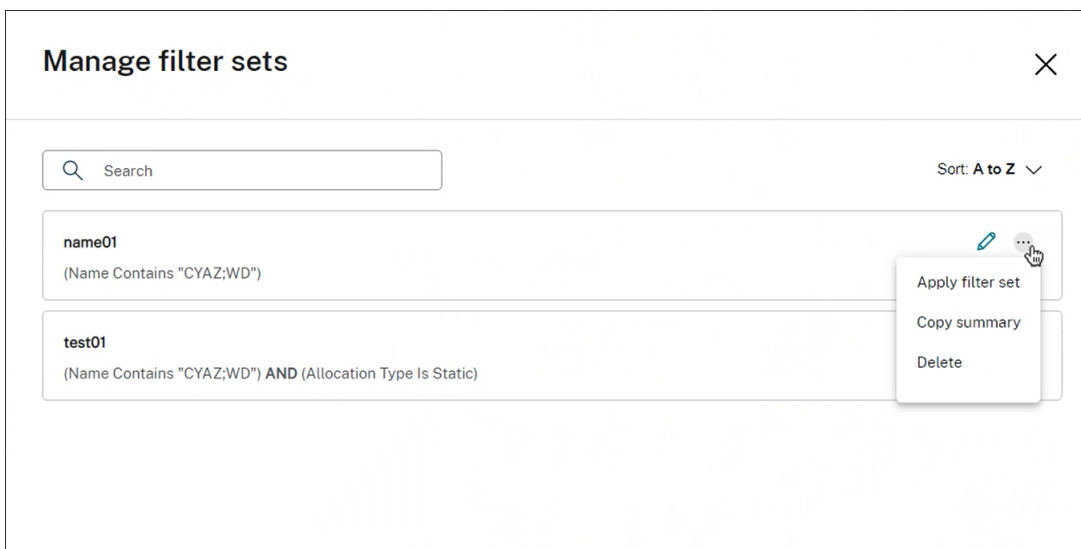 Manage filter sets
Search
Sort: A to Z
name01
(Name Contains "CYAZ;WD")
Apply filter set
Copy summary
Delete
test01
(Name Contains "CYAZ;WD") AND (Allocation Type Is Static)